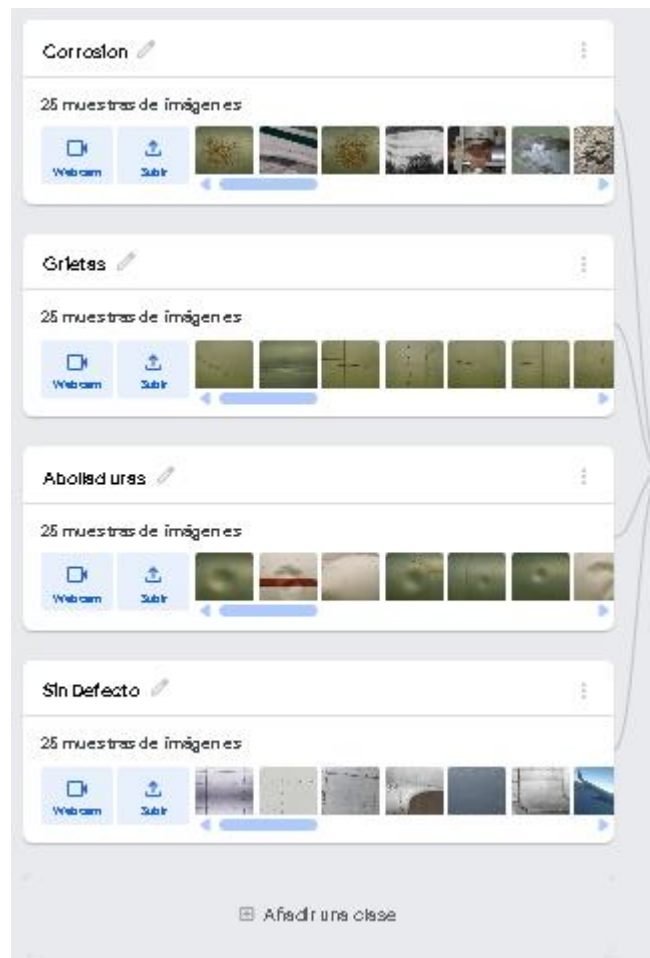 Corrosion
25 muestras de imágenes
Webcam
Subir
Grietas
25 muestras de imágenes
Webcam
Subir
Abolladuras
25 muestras de imágenes
Webcam
Subir
Sin Defecto
25 muestras de imágenes
Webcam
Subir
Añadir una clase